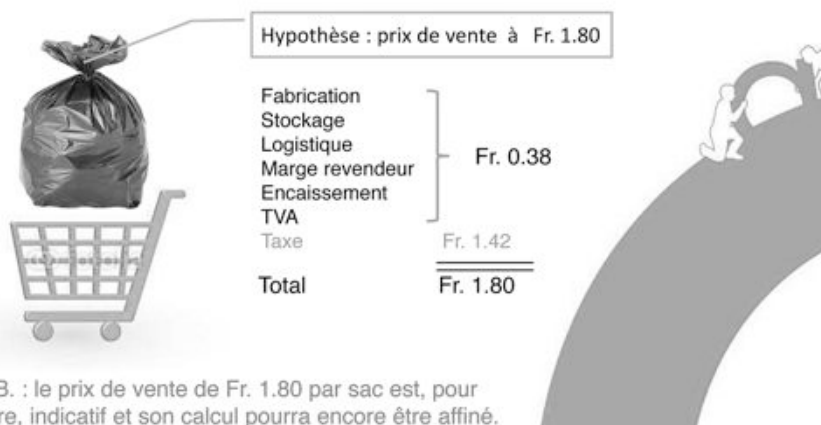 Hypothèse : prix de vente à Fr. 1.80
Fabrication
Stockage
Logistique
Marge revendeur
Encaissement
TVA
Fr. 0.38
Taxe Fr. 1.42
Total Fr. 1.80
B. : le prix de vente de Fr. 1.80 par sac est, pour
re, indicatif et son calcul pourra encore être affiné.